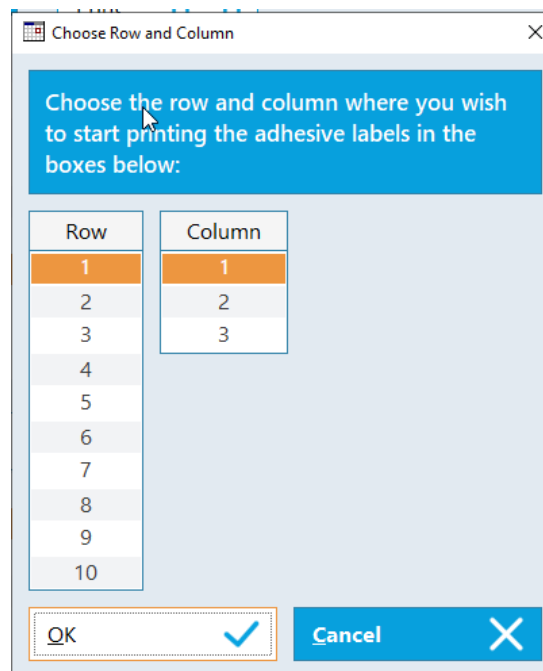 Choose Row and Column
Choose the row and column where you wish
to start printing the adhesive labels in the
boxes below:
Row Column
1 1
2 2
3 3
4
5
6
7
8
9
10
OK Cancel